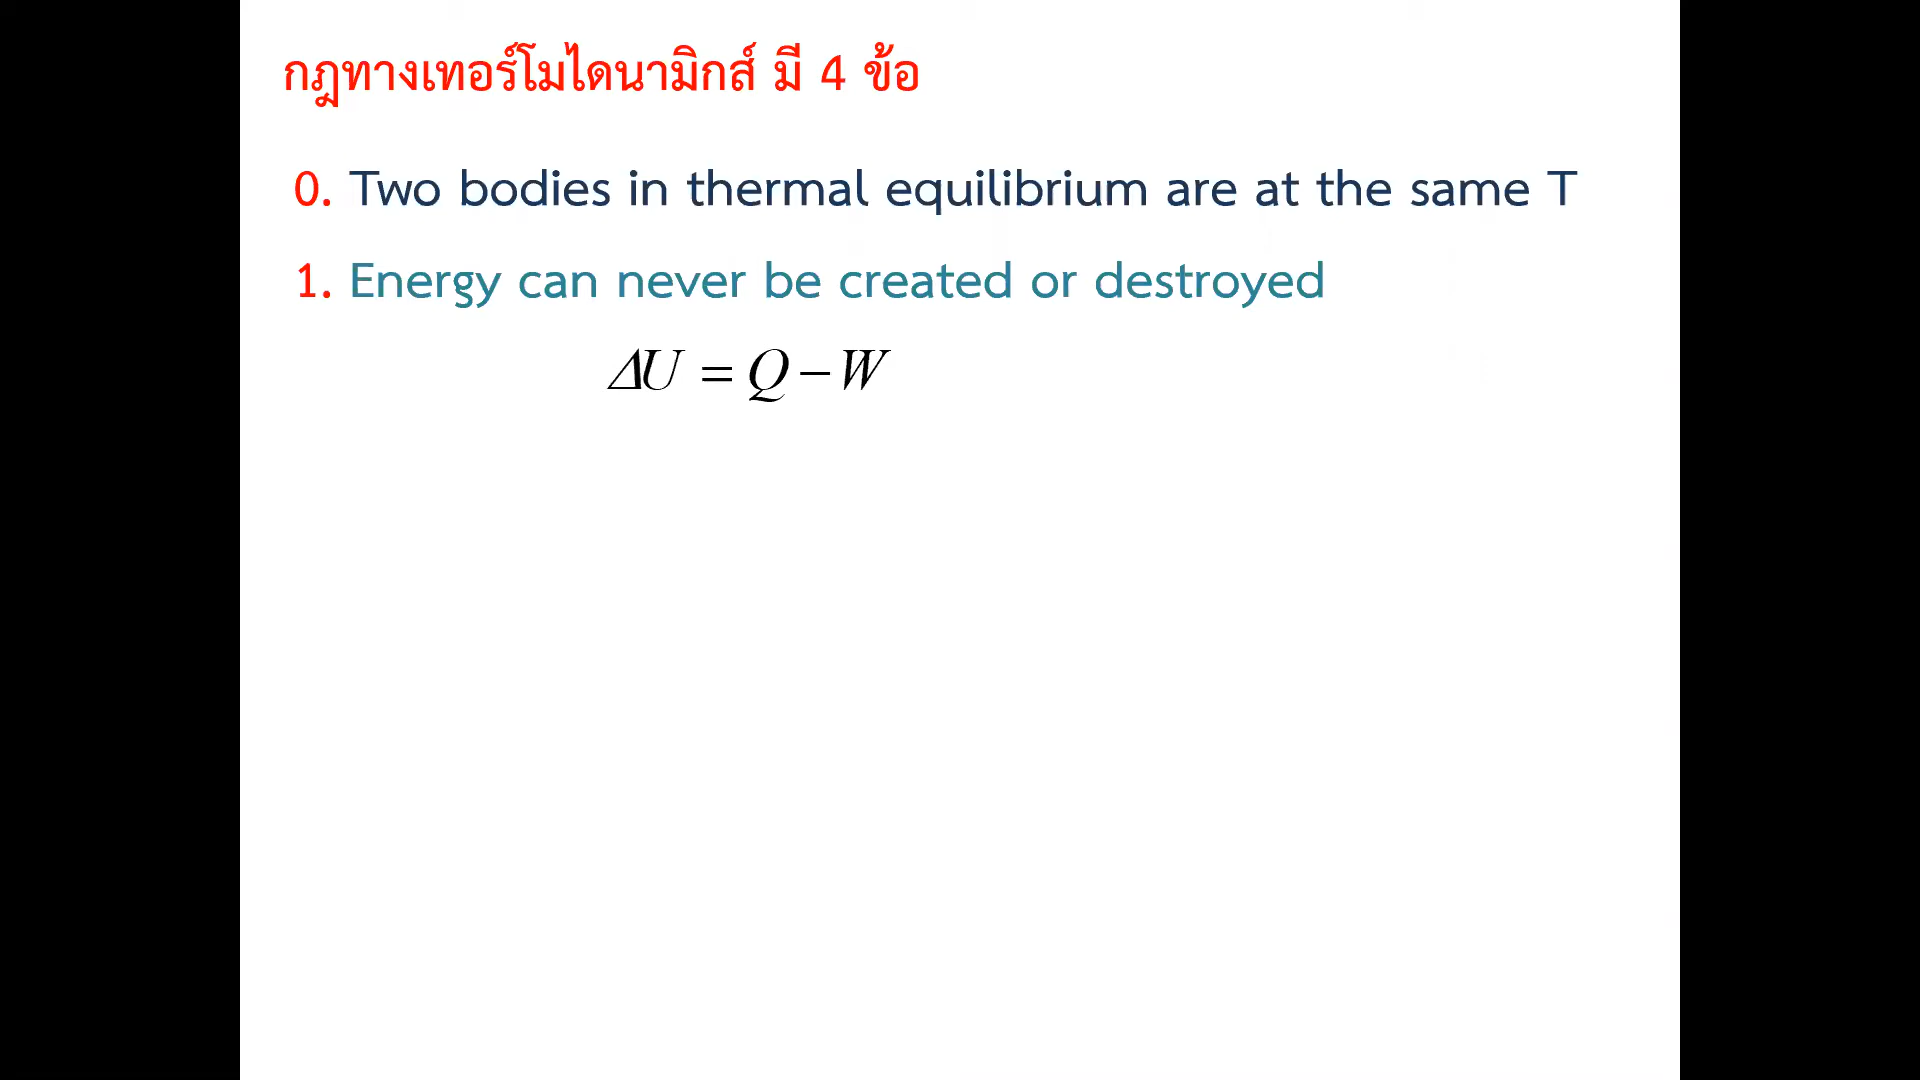 กฎทางเทอร์โมไดนามิกส์ มี 4 ข้อ
0. Two bodies in thermal equilibrium are at the same T
1. Energy can never be created or destroyed
ΔU = Q − W